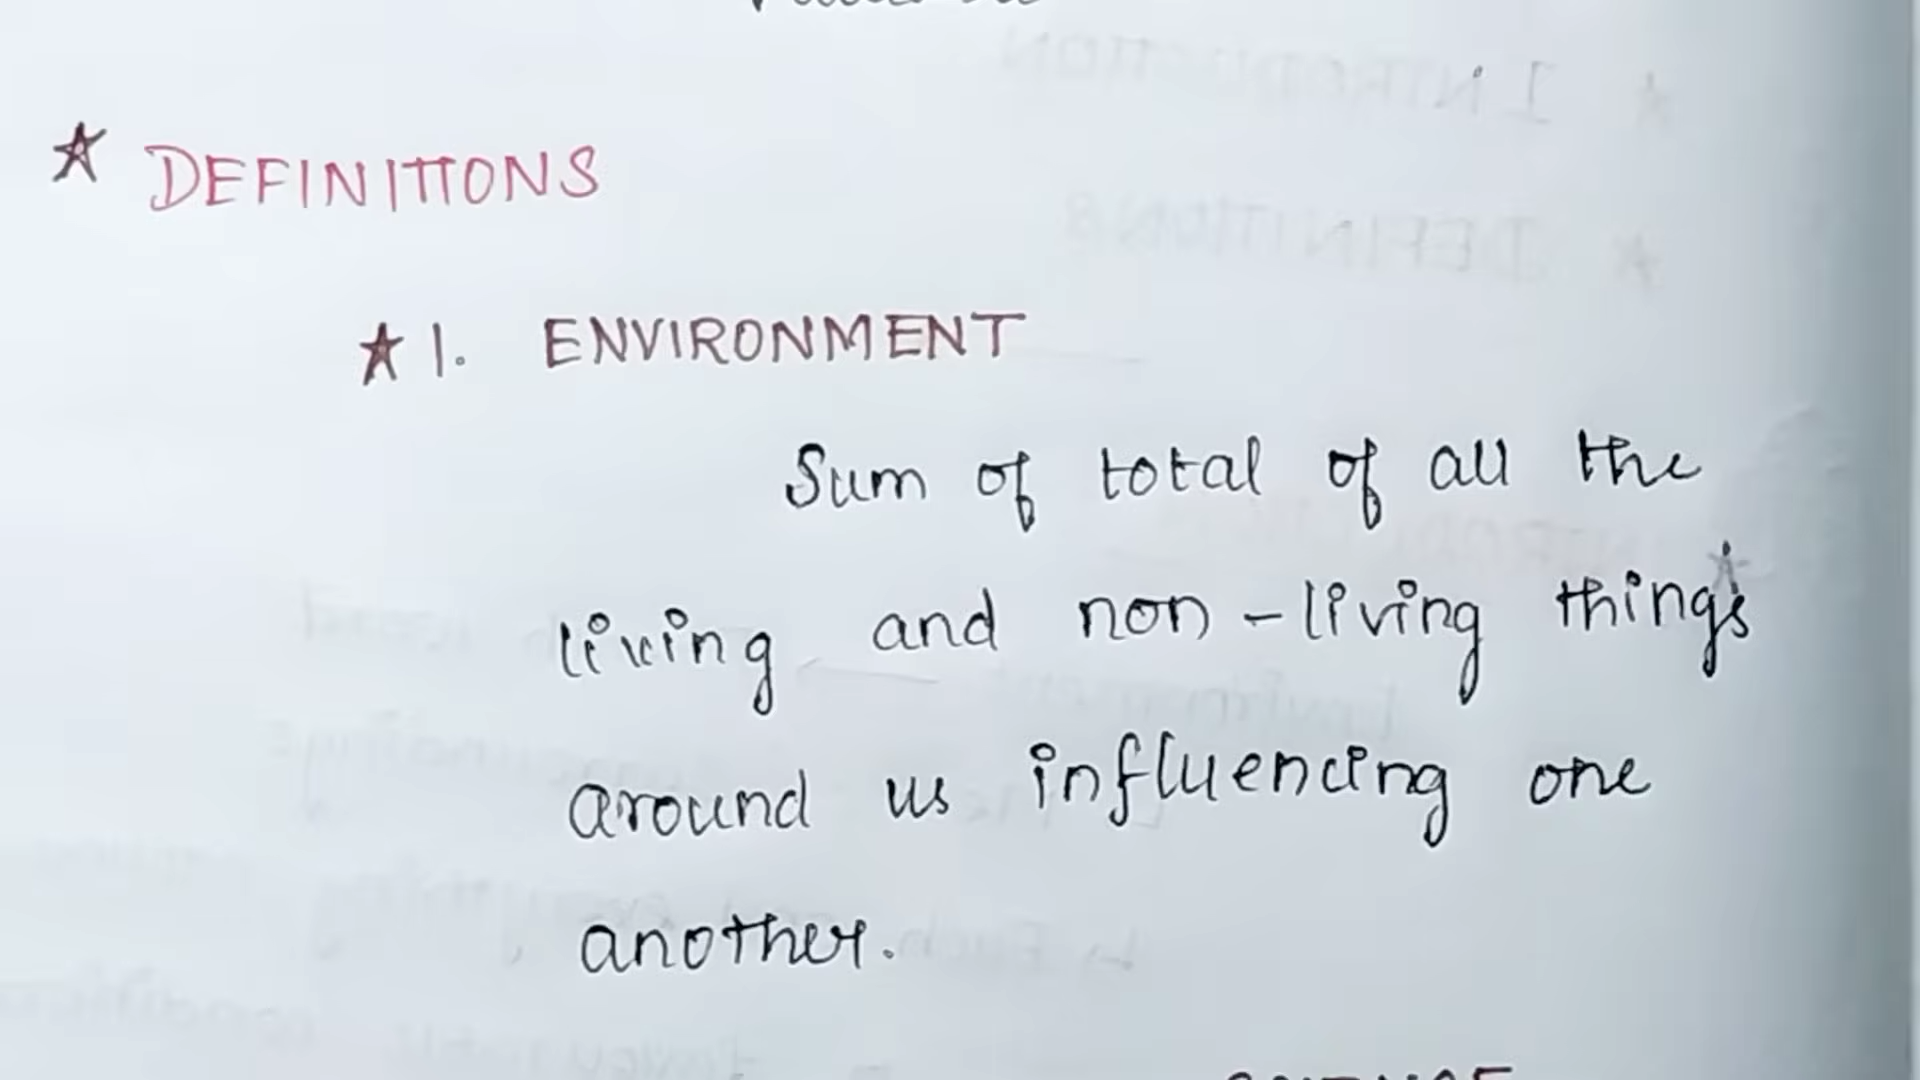 ★ DEFINITIONS
★ 1. ENVIRONMENT
Sum of total of all the
living and non-living things
around us influencing one
another.